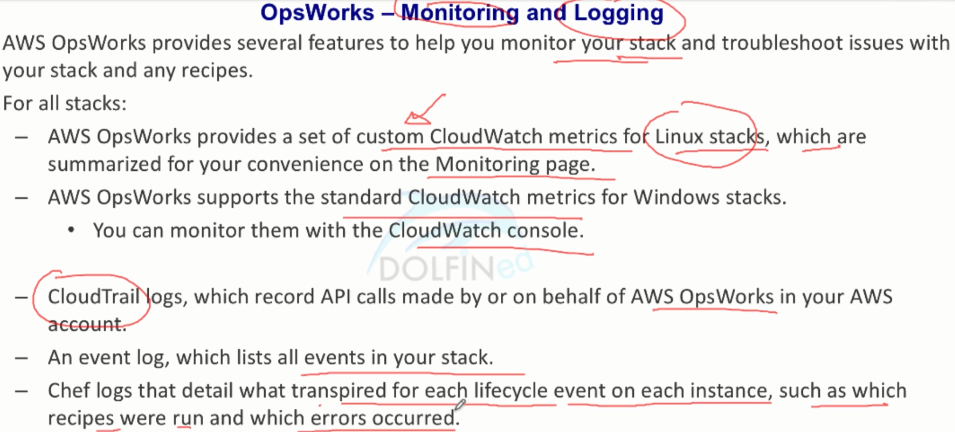 OpsWorks – Monitoring and Logging
AWS OpsWorks provides several features to help you monitor your stack and troubleshoot issues with
your stack and any recipes.
For all stacks:
– AWS OpsWorks provides a set of custom CloudWatch metrics for Linux stacks, which are
summarized for your convenience on the Monitoring page.
– AWS OpsWorks supports the standard CloudWatch metrics for Windows stacks.
• You can monitor them with the CloudWatch console.
DOLFINed
– CloudTrail logs, which record API calls made by or on behalf of AWS OpsWorks in your AWS
account.
– An event log, which lists all events in your stack.
– Chef logs that detail what transpired for each lifecycle event on each instance, such as which
recipes were run and which errors occurred.